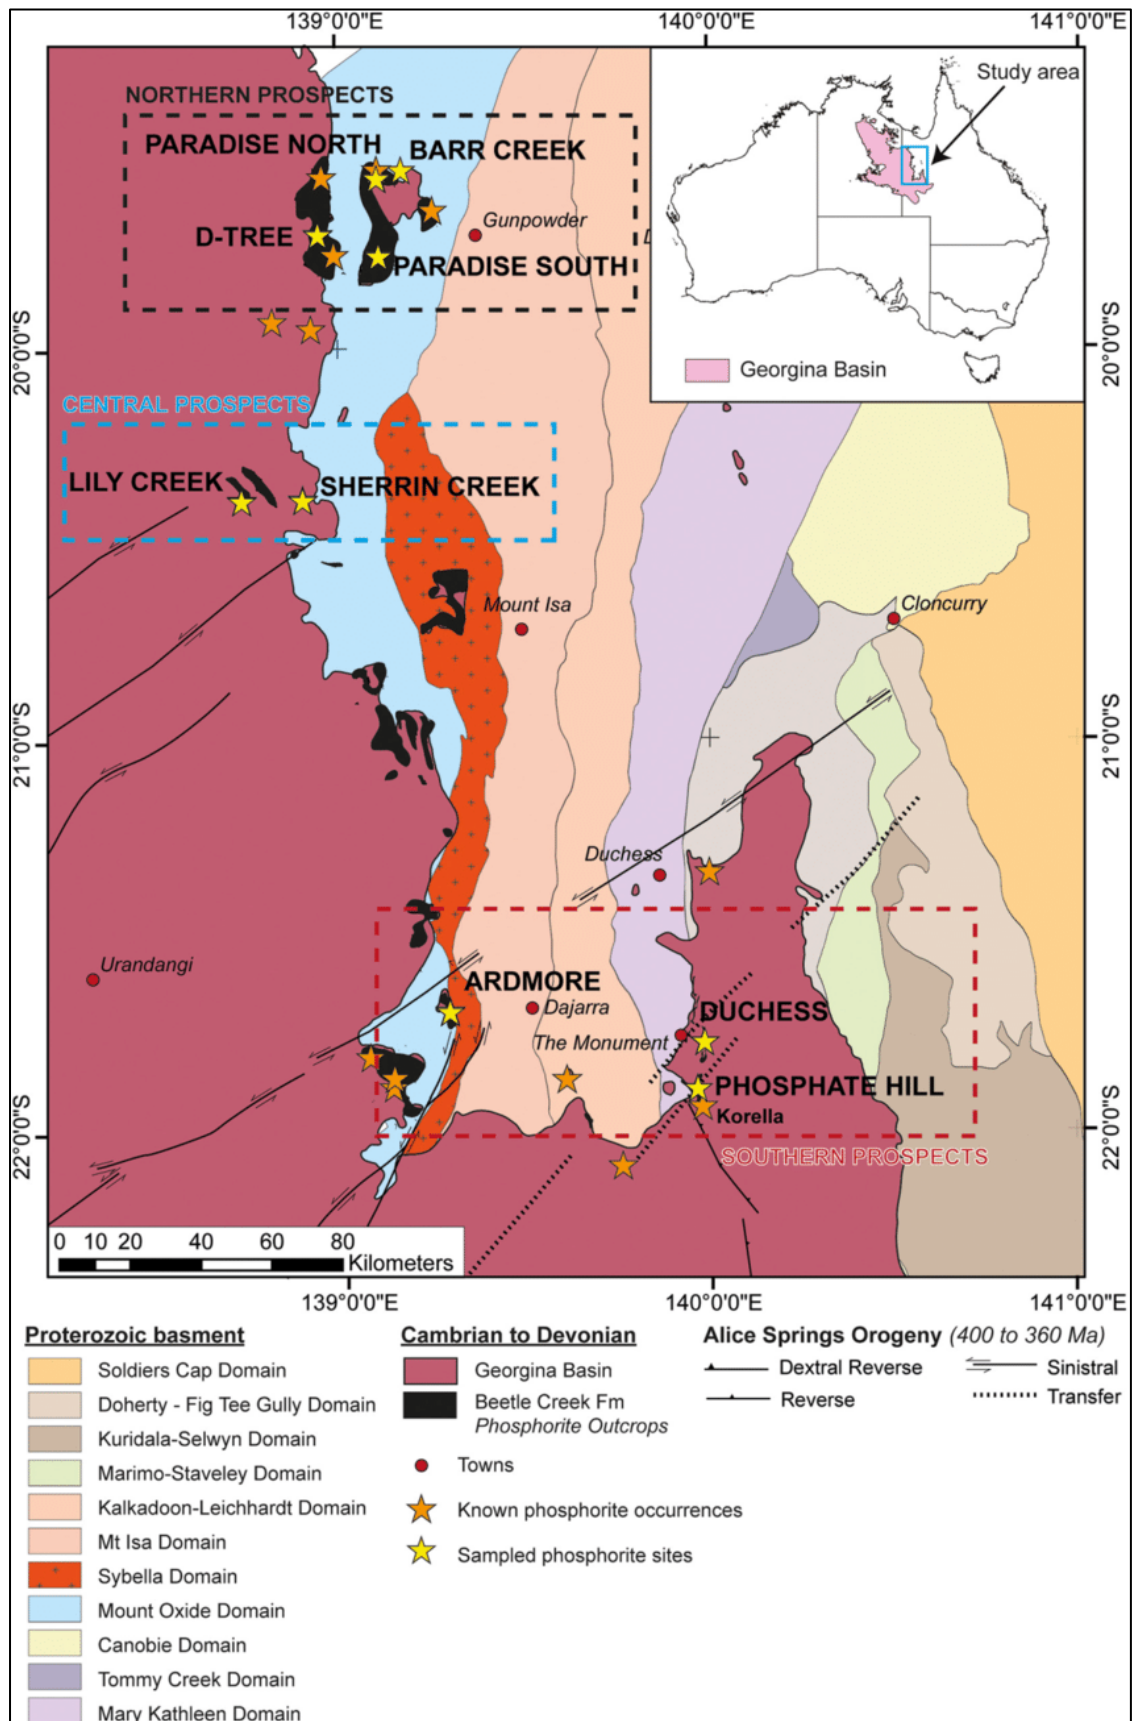 139°0'0"E
140°0'0"E
141°0'0"E
NORTHERN PROSPECTS
PARADISE NORTH
BARR CREEK
Gunpowder
D-TREE
PARADISE SOUTH
Study area
Georgina Basin
20°0'0"S
20°0'0"S
CENTRAL PROSPECTS
LILY CREEK
SHERRIN CREEK
Mount Isa
Cloncurry
21°0'0"S
21°0'0"S
Duchess
Urandangi
ARDMORE
Dajarra
DUCHESS
The Monument
PHOSPHATE HILL
Korella
22°0'0"S
22°0'0"S
SOUTHERN PROSPECTS
0 10 20 40 60 80
Kilometers
139°0'0"E
140°0'0"E
141°0'0"E
Proterozoic basment
Soldiers Cap Domain
Doherty - Fig Tee Gully Domain
Kuridala-Selwyn Domain
Marimo-Staveley Domain
Kalkadoon-Leichhardt Domain
Mt Isa Domain
Sybella Domain
Mount Oxide Domain
Canobie Domain
Tommy Creek Domain
Mary Kathleen Domain
Cambrian to Devonian
Georgina Basin
Beetle Creek Fm
Phosphorite Outcrops
Towns
Known phosphorite occurrences
Sampled phosphorite sites
Alice Springs Orogeny (400 to 360 Ma)
Dextral Reverse
Sinistral
Reverse
Transfer